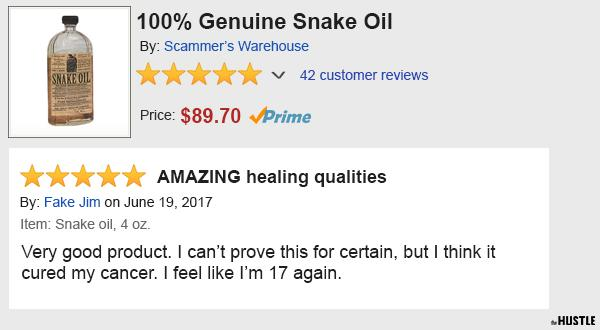 SNAKE OIL
100% Genuine Snake Oil
By: Scammer's Warehouse
42 customer reviews
Price: $89.70 Prime
AMAZING healing qualities
By: Fake Jim on June 19, 2017
Item: Snake oil, 4 oz.
Very good product. I can't prove this for certain, but I think it
cured my cancer. I feel like I'm 17 again.
the HUSTLE